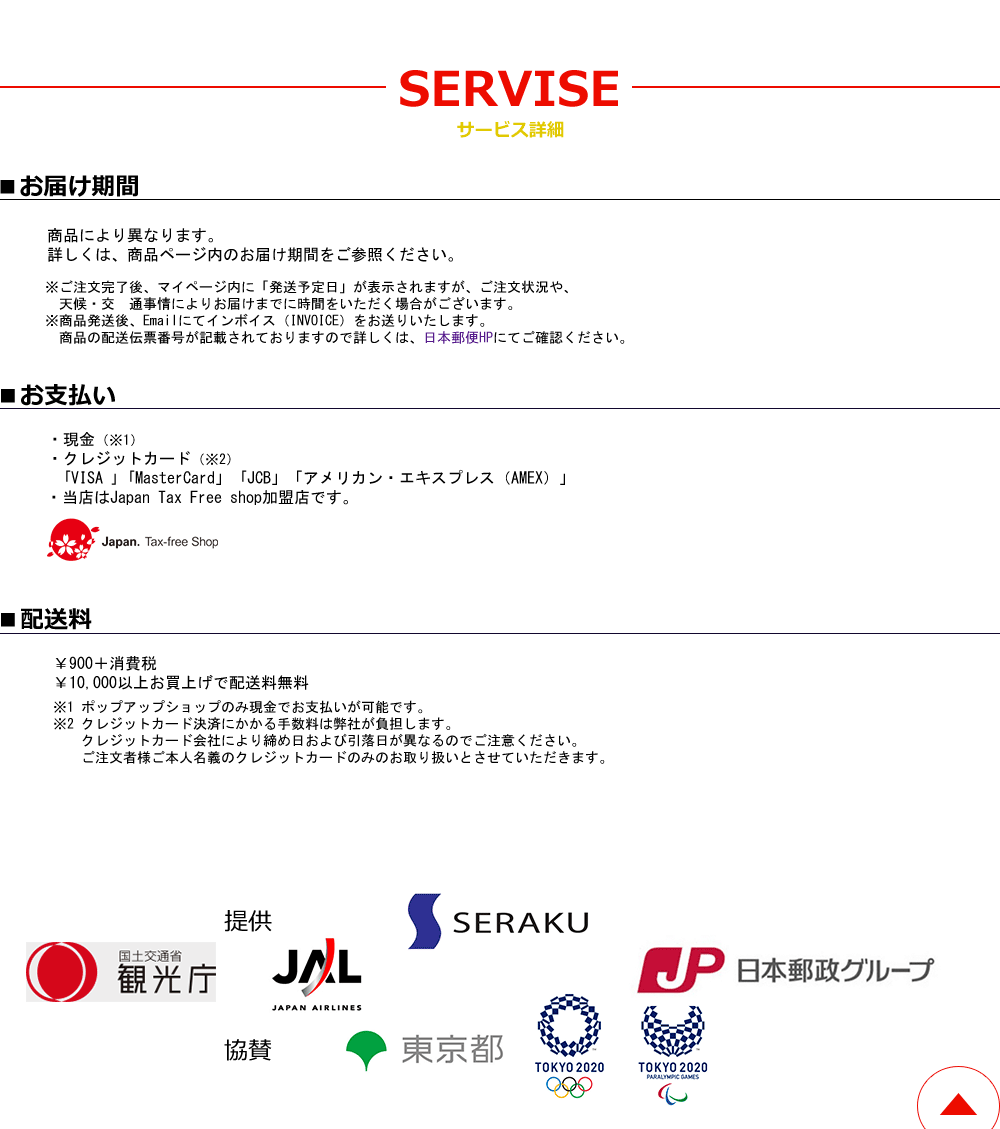 SERVISE
サービス詳細
■お届け期間
商品により異なります。
詳しくは、商品ページ内のお届け期間をご参照ください。
※ご注文完了後、マイページ内に「発送予定日」が表示されますが、ご注文状況や、
天候・交　通事情によりお届けまでに時間をいただく場合がございます。
※商品発送後、Emailにてインボイス（INVOICE）をお送りいたします。
商品の配送伝票番号が記載されておりますので詳しくは、日本郵便HPにてご確認ください。
■お支払い
・現金（※1）
・クレジットカード（※2）
「VISA 」「MasterCard」「JCB」「アメリカン・エキスプレス（AMEX）」
・当店はJapan Tax Free shop加盟店です。
Japan. Tax-free Shop
■配送料
￥900＋消費税
￥10,000以上お買上げで配送料無料
※1 ポップアップショップのみ現金でお支払いが可能です。
※2 クレジットカード決済にかかる手数料は弊社が負担します。
クレジットカード会社により締め日および引落日が異なるのでご注意ください。
ご注文者様ご本人名義のクレジットカードのみのお取り扱いとさせていただきます。
提供
SERAKU
国土交通省
観光庁
JAL
JAPAN AIRLINES
JP 日本郵政グループ
協賛
東京都
TOKYO 2020
TOKYO 2020
PARALYMPIC GAMES